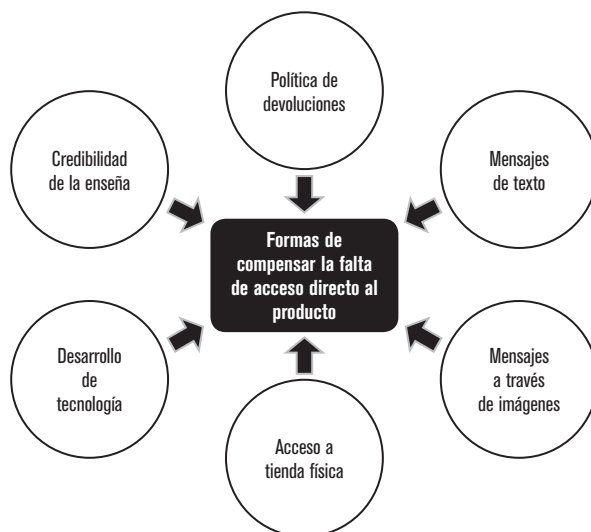 Política de
devoluciones
Credibilidad
de la enseña
Mensajes
de texto
Formas de
compensar la falta
de acceso directo al
producto
Desarrollo
de
tecnología
Mensajes
a través
de imágenes
Acceso a
tienda física